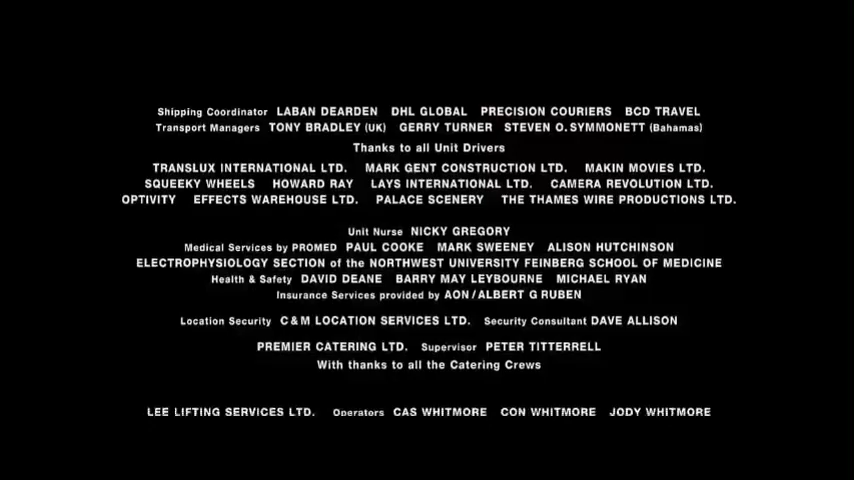 Shipping Coordinator LABAN DEARDEN DHL GLOBAL PRECISION COURIERS BCD TRAVEL
Transport Managers TONY BRADLEY (UK) GERRY TURNER STEVEN O. SYMMONETT (Bahamas)
Thanks to all Unit Drivers
TRANSLUX INTERNATIONAL LTD. MARK GENT CONSTRUCTION LTD. MAKIN MOVIES LTD.
SQUEEKY WHEELS HOWARD RAY LAYS INTERNATIONAL LTD. CAMERA REVOLUTION LTD.
OPTIVITY EFFECTS WAREHOUSE LTD. PALACE SCENERY THE THAMES WIRE PRODUCTIONS LTD.
Unit Nurse NICKY GREGORY
Medical Services by PROMED PAUL COOKE MARK SWEENEY ALISON HUTCHINSON
ELECTROPHYSIOLOGY SECTION of the NORTHWEST UNIVERSITY FEINBERG SCHOOL OF MEDICINE
Health & Safety DAVID DEANE BARRY MAY LEYBOURNE MICHAEL RYAN
Insurance Services provided by AON / ALBERT G RUBEN
Location Security C & M LOCATION SERVICES LTD. Security Consultant DAVE ALLISON
PREMIER CATERING LTD. Supervisor PETER TITTERRELL
With thanks to all the Catering Crews
LEE LIFTING SERVICES LTD. Operators CAS WHITMORE CON WHITMORE JODY WHITMORE